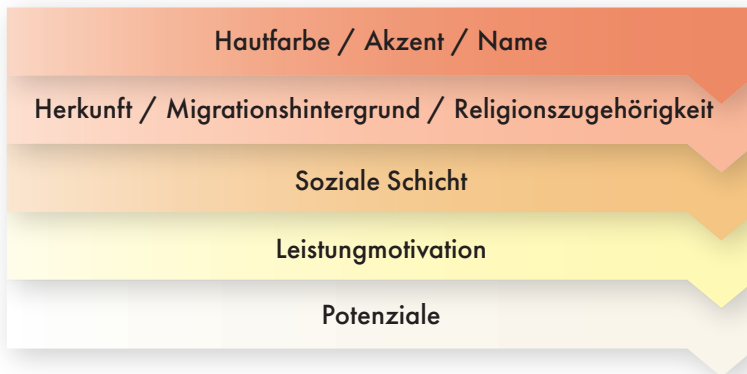 Hautfarbe / Akzent / Name
Herkunft / Migrationshintergrund / Religionszugehörigkeit
Soziale Schicht
Leistungmotivation
Potenziale